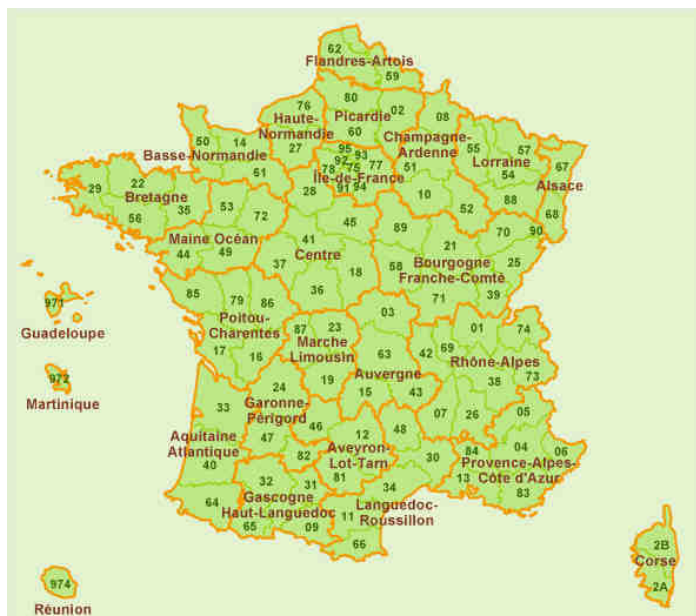 62
Flandres-Artois
59
80
02
76
Picardie
08
Haute-
Normandie
60
Champagne-
Ardenne
50
14
27
95
93
55
57
Basse-Normandie
92
75
77
51
Lorraine
67
78
Île-de-France
54
61
91
94
Alsace
29
22
28
10
88
Bretagne
35
53
52
68
56
72
45
89
70
90
Maine Océan
41
21
44
49
Centre
25
37
18
58
Bourgogne
Franche-Comté
85
79
86
36
71
39
971
03
Poitou-
Charentes
87
23
01
74
Guadeloupe
Marche
Limousin
42
69
17
16
63
Rhône-Alpes
972
19
Auvergne
38
73
Martinique
24
15
43
33
Garonne-
Périgord
07
26
05
46
48
Aquitaine
Atlantique
47
12
Aveyron-
Lot-Tarn
04
06
82
30
84
40
32
31
81
13
Provence-Alpes-
Côte d'Azur
34
83
64
Gascogne
Haut-Languedoc
Languedoc-
Roussillon
65
09
11
66
2B
Corse
974
2A
Réunion